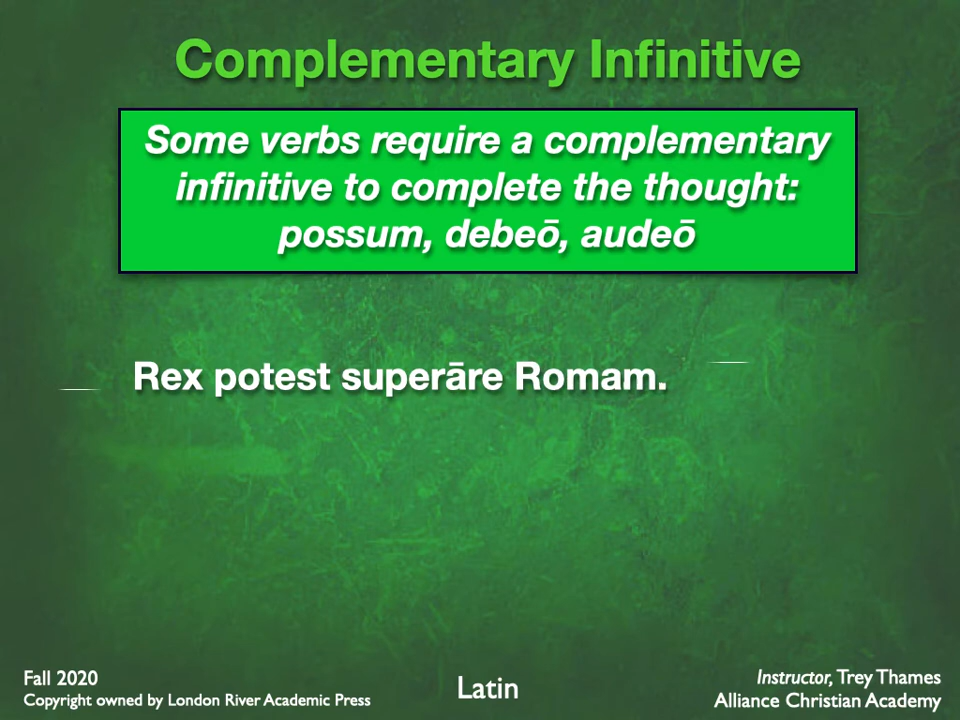 Complementary Infinitive
Some verbs require a complementary
infinitive to complete the thought:
possum, debeō, audeō
Rex potest superāre Romam.
Fall 2020
Copyright owned by London River Academic Press
Latin
Instructor, Trey Thames
Alliance Christian Academy